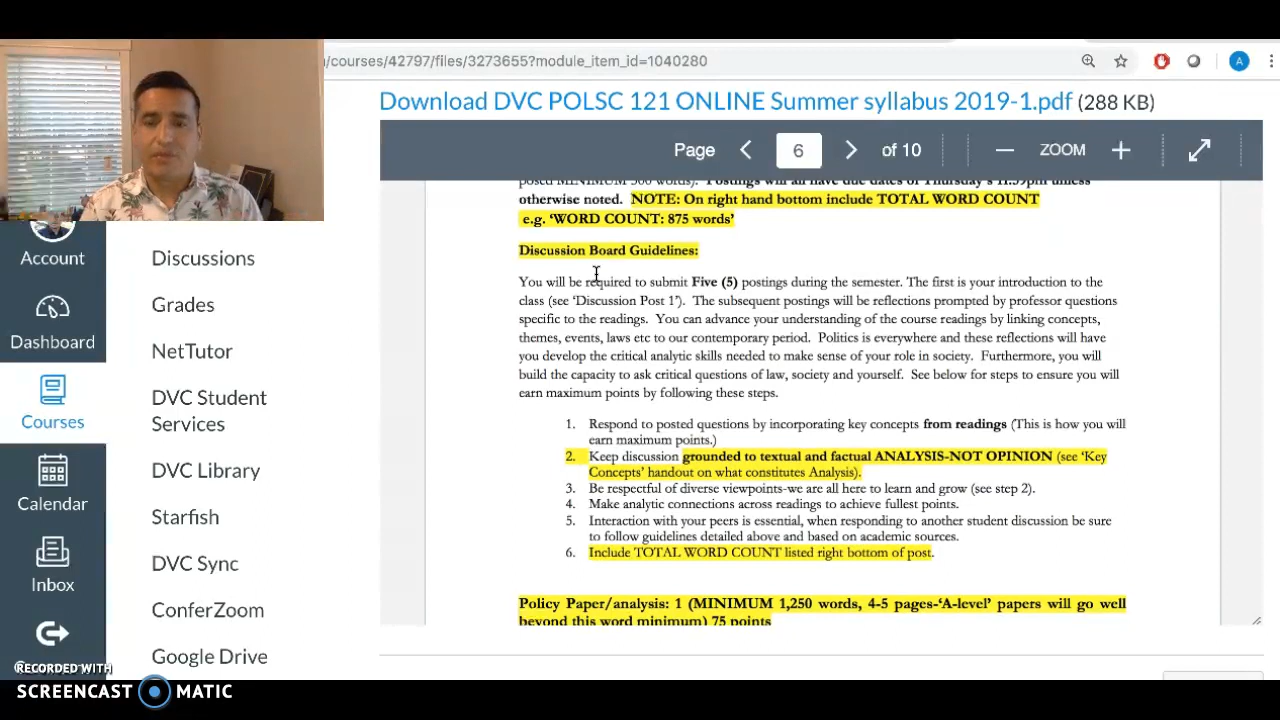 /courses/42797/files/3273655?module_item_id=1040280
A
Download DVC POLSC 121 ONLINE Summer syllabus 2019-1.pdf (288 KB)
Page 6 of 10 ZOOM
posted MINIMUM 300 words). Postings will all have due dates of Thursday's 11:59pm unless
otherwise noted. NOTE: On right hand bottom include TOTAL WORD COUNT
e.g. 'WORD COUNT: 875 words'
Discussion Board Guidelines:
You will be required to submit Five (5) postings during the semester. The first is your introduction to the
class (see 'Discussion Post 1'). The subsequent postings will be reflections prompted by professor questions
specific to the readings. You can advance your understanding of the course readings by linking concepts,
themes, events, laws etc to our contemporary period. Politics is everywhere and these reflections will have
you develop the critical analytic skills needed to make sense of your role in society. Furthermore, you will
build the capacity to ask critical questions of law, society and yourself. See below for steps to ensure you will
earn maximum points by following these steps.
1. Respond to posted questions by incorporating key concepts from readings (This is how you will
earn maximum points.)
2. Keep discussion grounded to textual and factual ANALYSIS-NOT OPINION (see 'Key
Concepts' handout on what constitutes Analysis).
3. Be respectful of diverse viewpoints-we are all here to learn and grow (see step 2).
4. Make analytic connections across readings to achieve fullest points.
5. Interaction with your peers is essential, when responding to another student discussion be sure
to follow guidelines detailed above and based on academic sources.
6. Include TOTAL WORD COUNT listed right bottom of post.
Policy Paper/analysis: 1 (MINIMUM 1,250 words, 4-5 pages-'A-level' papers will go well
beyond this word minimum) 75 points
Account
Dashboard
Courses
Calendar
Inbox
Discussions
Grades
NetTutor
DVC Student
Services
DVC Library
Starfish
DVC Sync
ConferZoom
Google Drive
RECORDED WITH
SCREENCAST MATIC